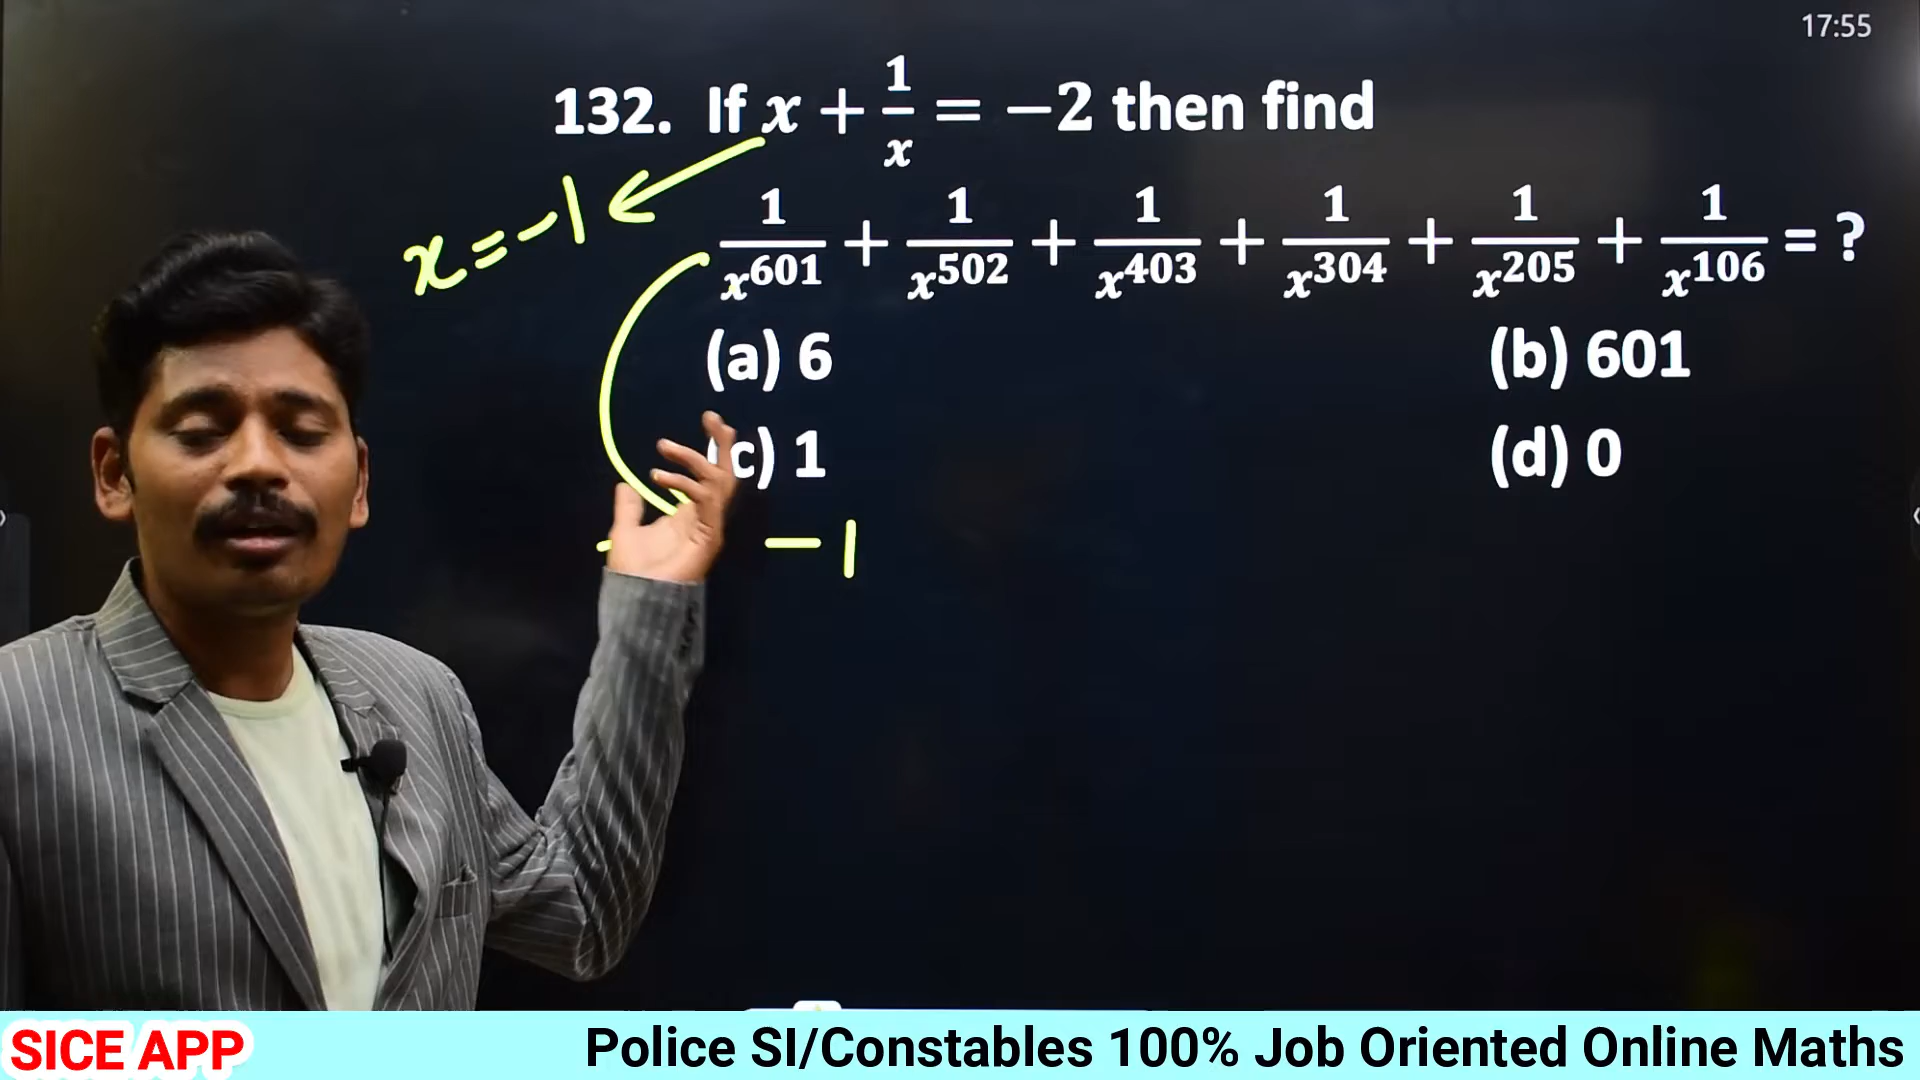 17:55
132. If x + 1/x = −2 then find
x = -1
1/x^601 + 1/x^502 + 1/x^403 + 1/x^304 + 1/x^205 + 1/x^106 = ?
(a) 6 (b) 601
(c) 1 (d) 0
-1
SICE APP
Police SI/Constables 100% Job Oriented Online Maths